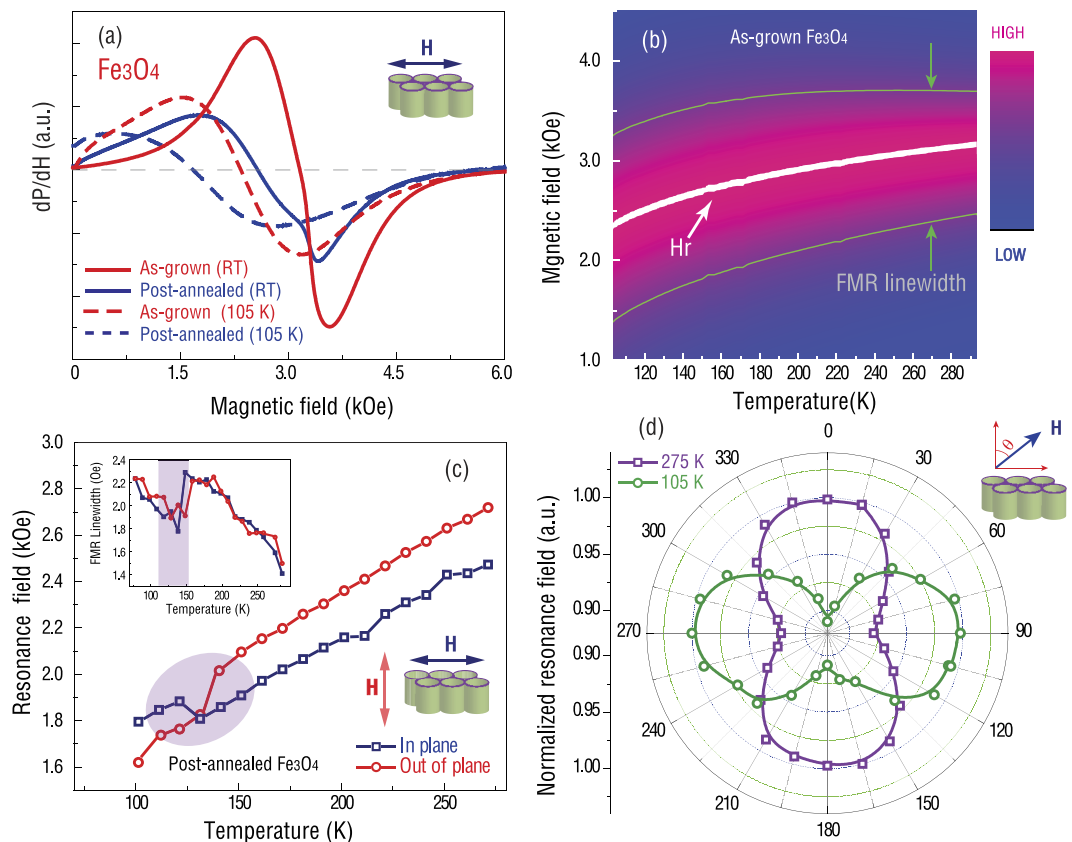 (a)
Fe3O4
H
dP/dH (a.u.)
As-grown (RT)
Post-annealed (RT)
As-grown (105 K)
Post-annealed (105 K)
0 1.5 3.0 4.5 6.0
Magnetic field (kOe)
(b)
As-grown Fe3O4
HIGH
LOW
Hr
FMR linewidth
Mgnetic field (kOe)
4.0
3.0
2.0
1.0
120 140 160 180 200 220 240 260 280
Temperature(K)
(c)
Resonance field (kOe)
3.0
2.8
2.6
2.4
2.2
2.0
1.8
1.6
FMR Linewidth (Oe)
2,4
2,2
2,0
1,8
1,6
1,4
100 150 200 250
Temperature (K)
H
H
In plane
Out of plane
Post-annealed Fe3O4
100 150 200 250
Temperature (K)
(d)
275 K
105 K
H
θ
Normalized resonance field (a.u.)
1.00
0.95
0.90
0.90
0.95
1.00
0
30
60
90
120
150
180
210
240
270
300
330